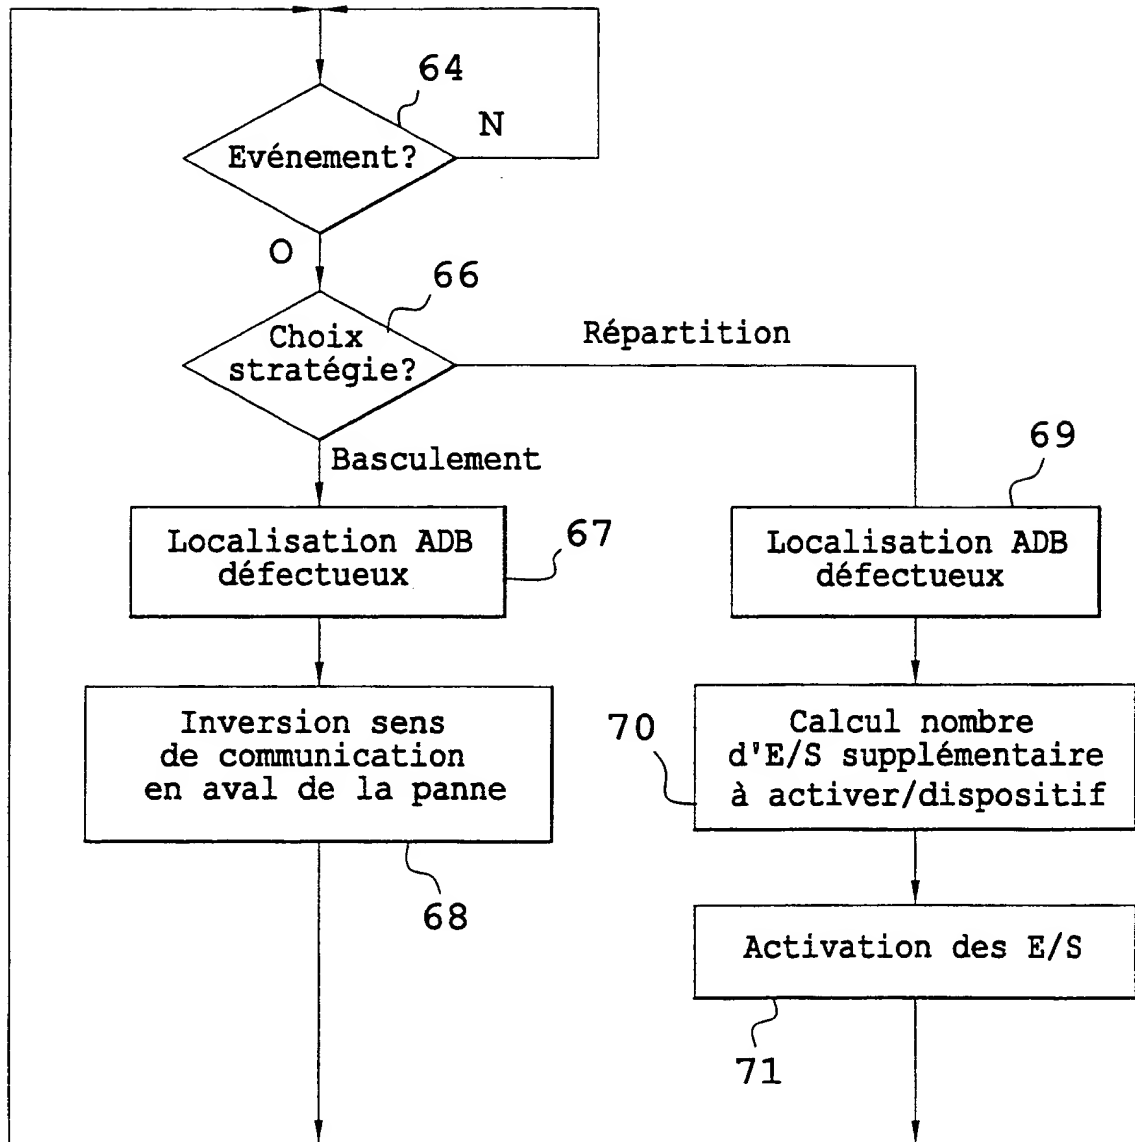 64
N
Evénement?
O
66
Choix
stratégie?
Répartition
Basculement
69
Localisation ADB
défectueux
67
Localisation ADB
défectueux
Inversion sens
de communication
en aval de la panne
68
70
Calcul nombre
d'E/S supplémentaire
à activer/dispositif
Activation des E/S
71